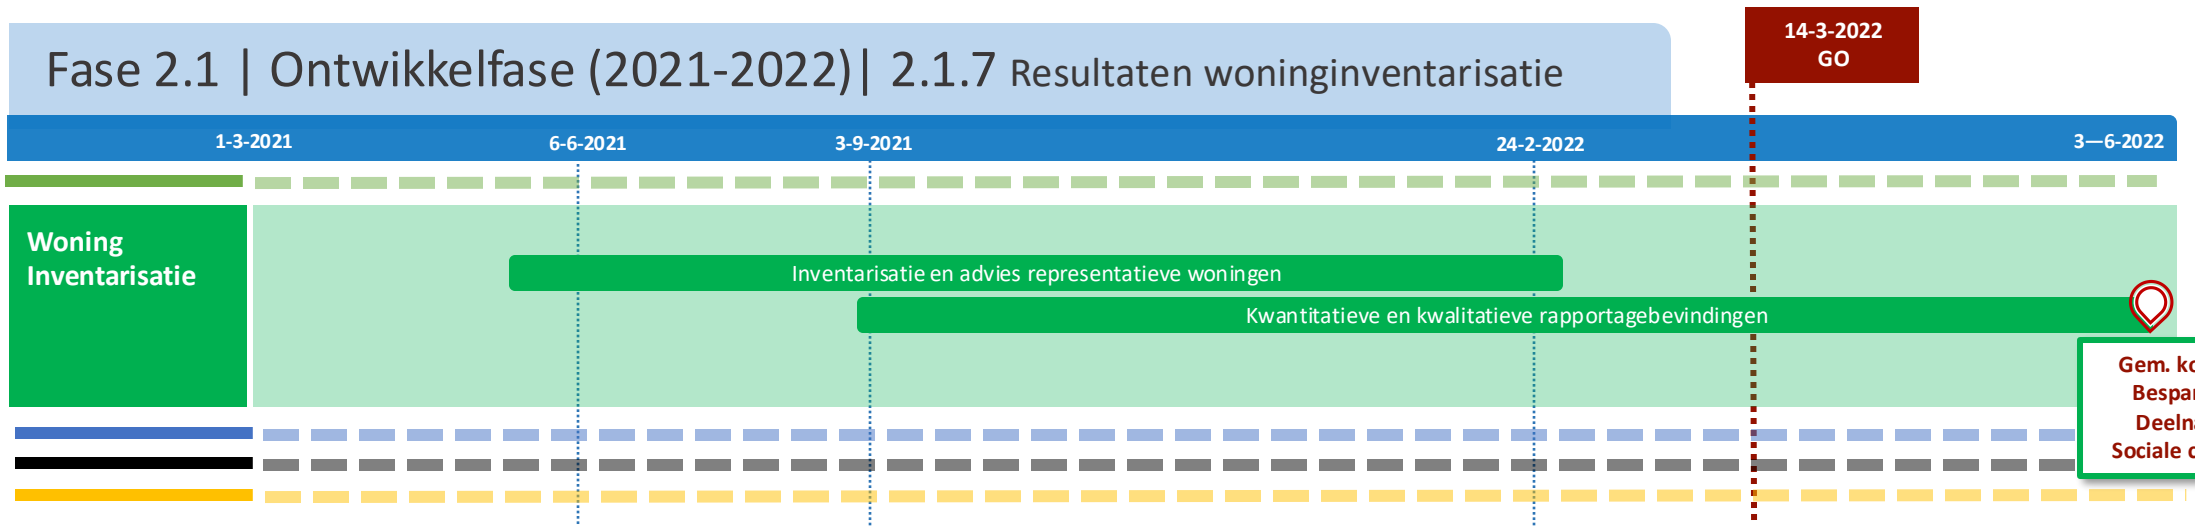 14-3-2022
GO
Fase 2.1 | Ontwikkelfase (2021-2022)| 2.1.7 Resultaten woninginventarisatie
1-3-2021
6-6-2021
3-9-2021
24-2-2022
3—6-2022
Woning
Inventarisatie
Inventarisatie en advies representatieve woningen
Kwantitatieve en kwalitatieve rapportagebevindingen
Gem.
Sociale